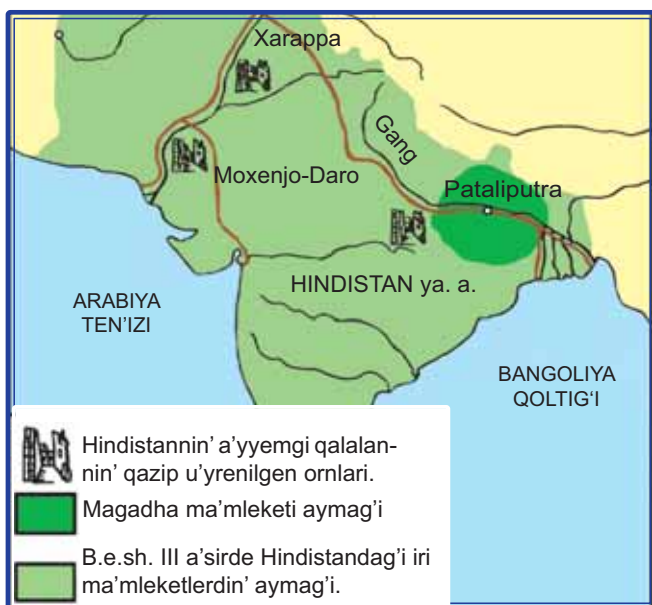 Xarappa
Gang
Moxenjo-Daro
Pataliputra
HINDISTAN ya. a.
ARABIYA
TEN'IZI
BANGOLIYA
QOLTIG‘I
Hindistannin’ a’yyemgi qalalan-
nin’ qazip u’yrenilgen ornlari.
Magadha ma’mleketi aymag’i
B.e.sh. III a’sirde Hindistandag’i iri
ma’mleketlerdin’ aymag’i.